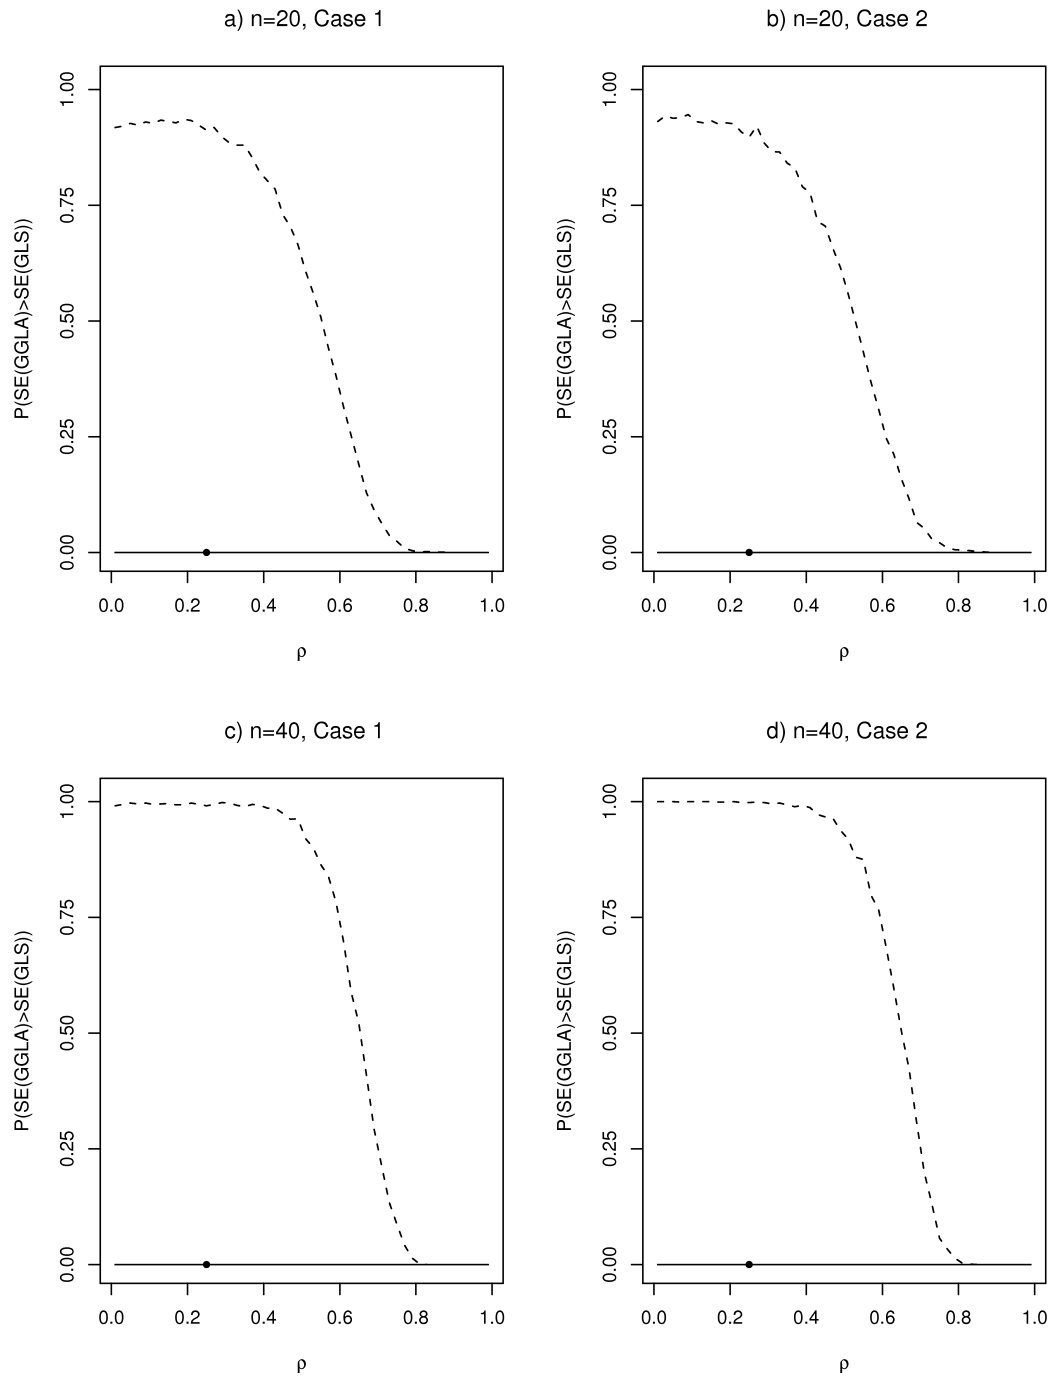 a) n=20, Case 1
P(SE(GGLA)>SE(GLS))
1.00
0.75
0.50
0.25
0.00
0.0 0.2 0.4 0.6 0.8 1.0
ρ
b) n=20, Case 2
P(SE(GGLA)>SE(GLS))
1.00
0.75
0.50
0.25
0.00
0.0 0.2 0.4 0.6 0.8 1.0
ρ
c) n=40, Case 1
P(SE(GGLA)>SE(GLS))
1.00
0.75
0.50
0.25
0.00
0.0 0.2 0.4 0.6 0.8 1.0
ρ
d) n=40, Case 2
P(SE(GGLA)>SE(GLS))
1.00
0.75
0.50
0.25
0.00
0.0 0.2 0.4 0.6 0.8 1.0
ρ